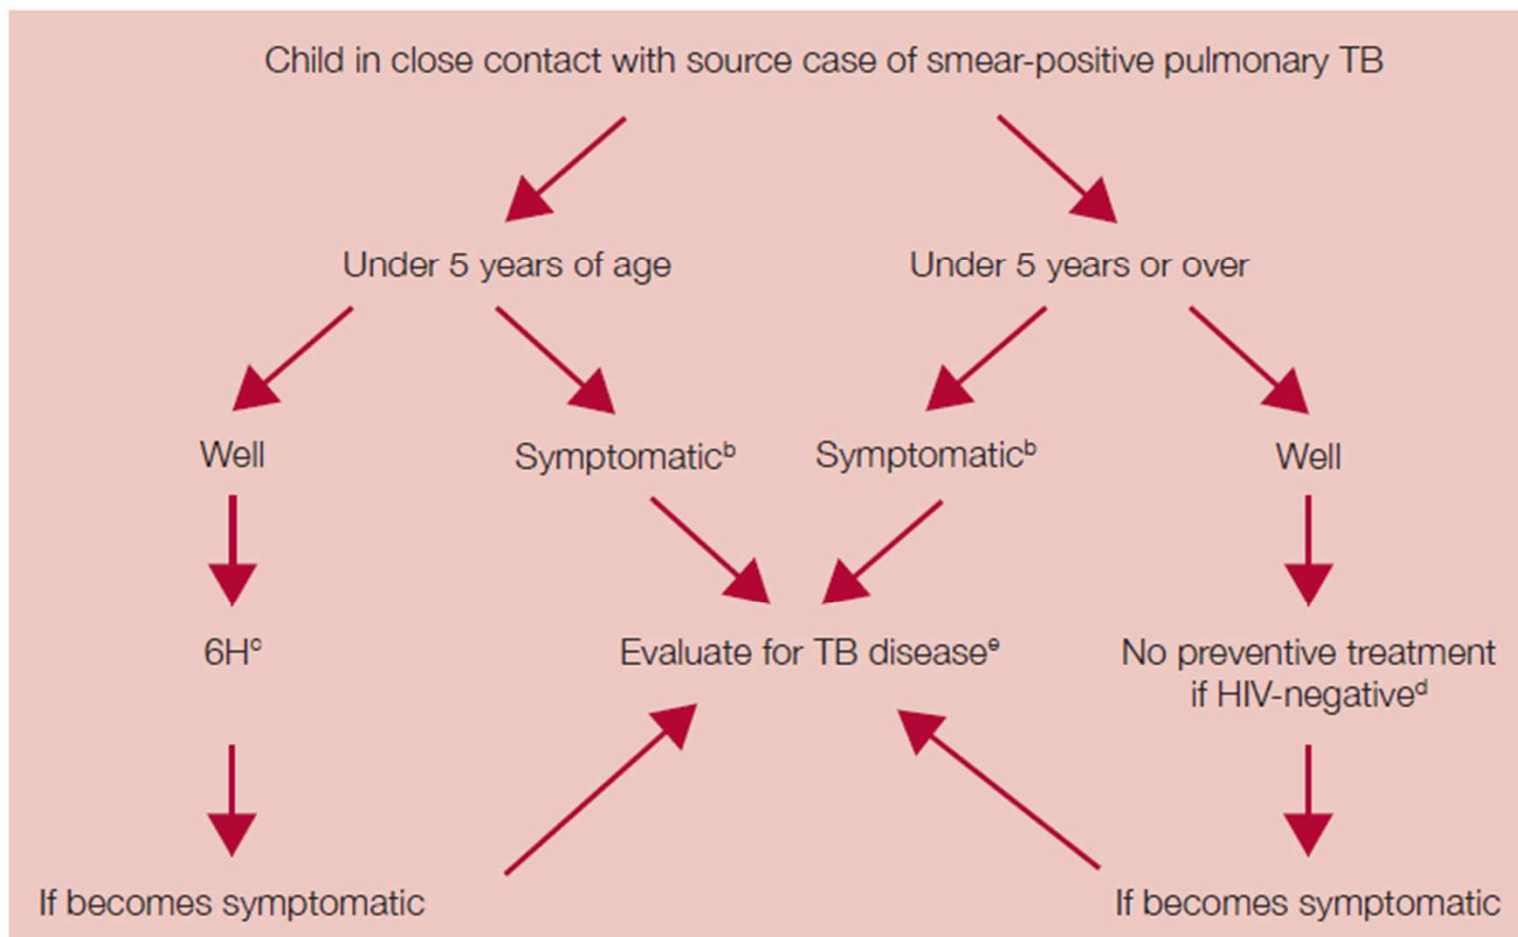 Child in close contact with source case of smear-positive pulmonary TB
Under 5 years of age
Under 5 years or over
Well
Symptomaticᵇ
Symptomaticᵇ
Well
6Hᶜ
Evaluate for TB diseaseᵉ
No preventive treatment
if HIV-negativeᵈ
If becomes symptomatic
If becomes symptomatic